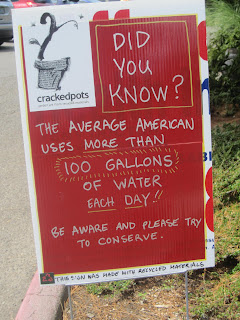 crackedpots
DID
YOU
KNOW?
THE AVERAGE AMERICAN
USES MORE THAN
100 GALLONS
OF WATER
EACH DAY!!
BE AWARE AND PLEASE TRY
TO CONSERVE.
THIS SIGN WAS MADE WITH RECYCLED MATERIALS